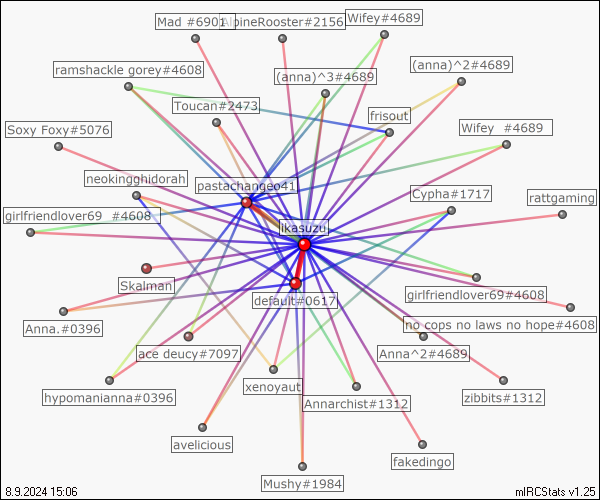 Mad #6901
AlpineRooster#2156
Wifey#4689
ramshackle gorey#4608
(anna)^3#4689
(anna)^2#4689
Toucan#2473
frisout
Soxy Foxy#5076
Wifey  #4689
neokingghidorah
pastachangeo41
Cypha#1717
rattgaming
girlfriendlover69_#4608
ikasuzu
Skalman
default#0617
girlfriendlover69#4608
Anna.#0396
no cops no laws no hope#4608
ace deucy#7097
Anna^2#4689
xenoyaut
hypomanianna#0396
Annarchist#1312
zibbits#1312
avelicious
fakedingo
Mushy#1984
8.9.2024 15:06
mIRCStats v1.25